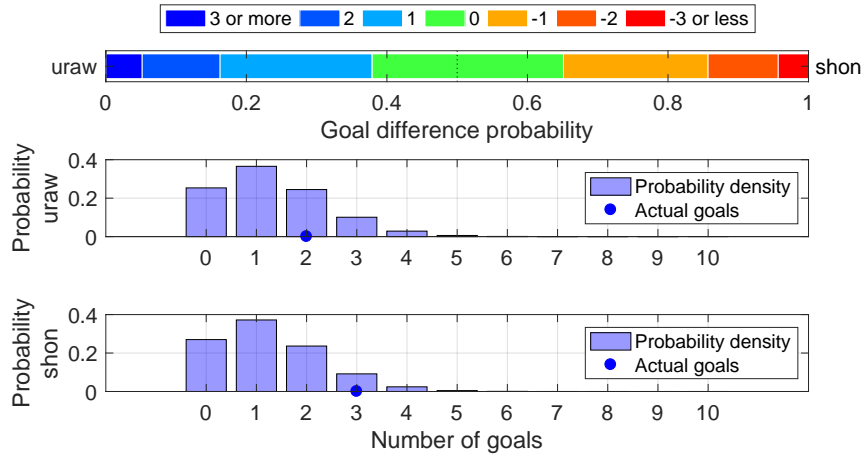 3 or more 2 1 0 -1 -2 -3 or less
uraw shon
0 0.2 0.4 0.6 0.8 1
Goal difference probability
Probability
uraw
0.4
0.2
0
Probability density
Actual goals
0 1 2 3 4 5 6 7 8 9 10
Probability
shon
0.4
0.2
0
Probability density
Actual goals
0 1 2 3 4 5 6 7 8 9 10
Number of goals